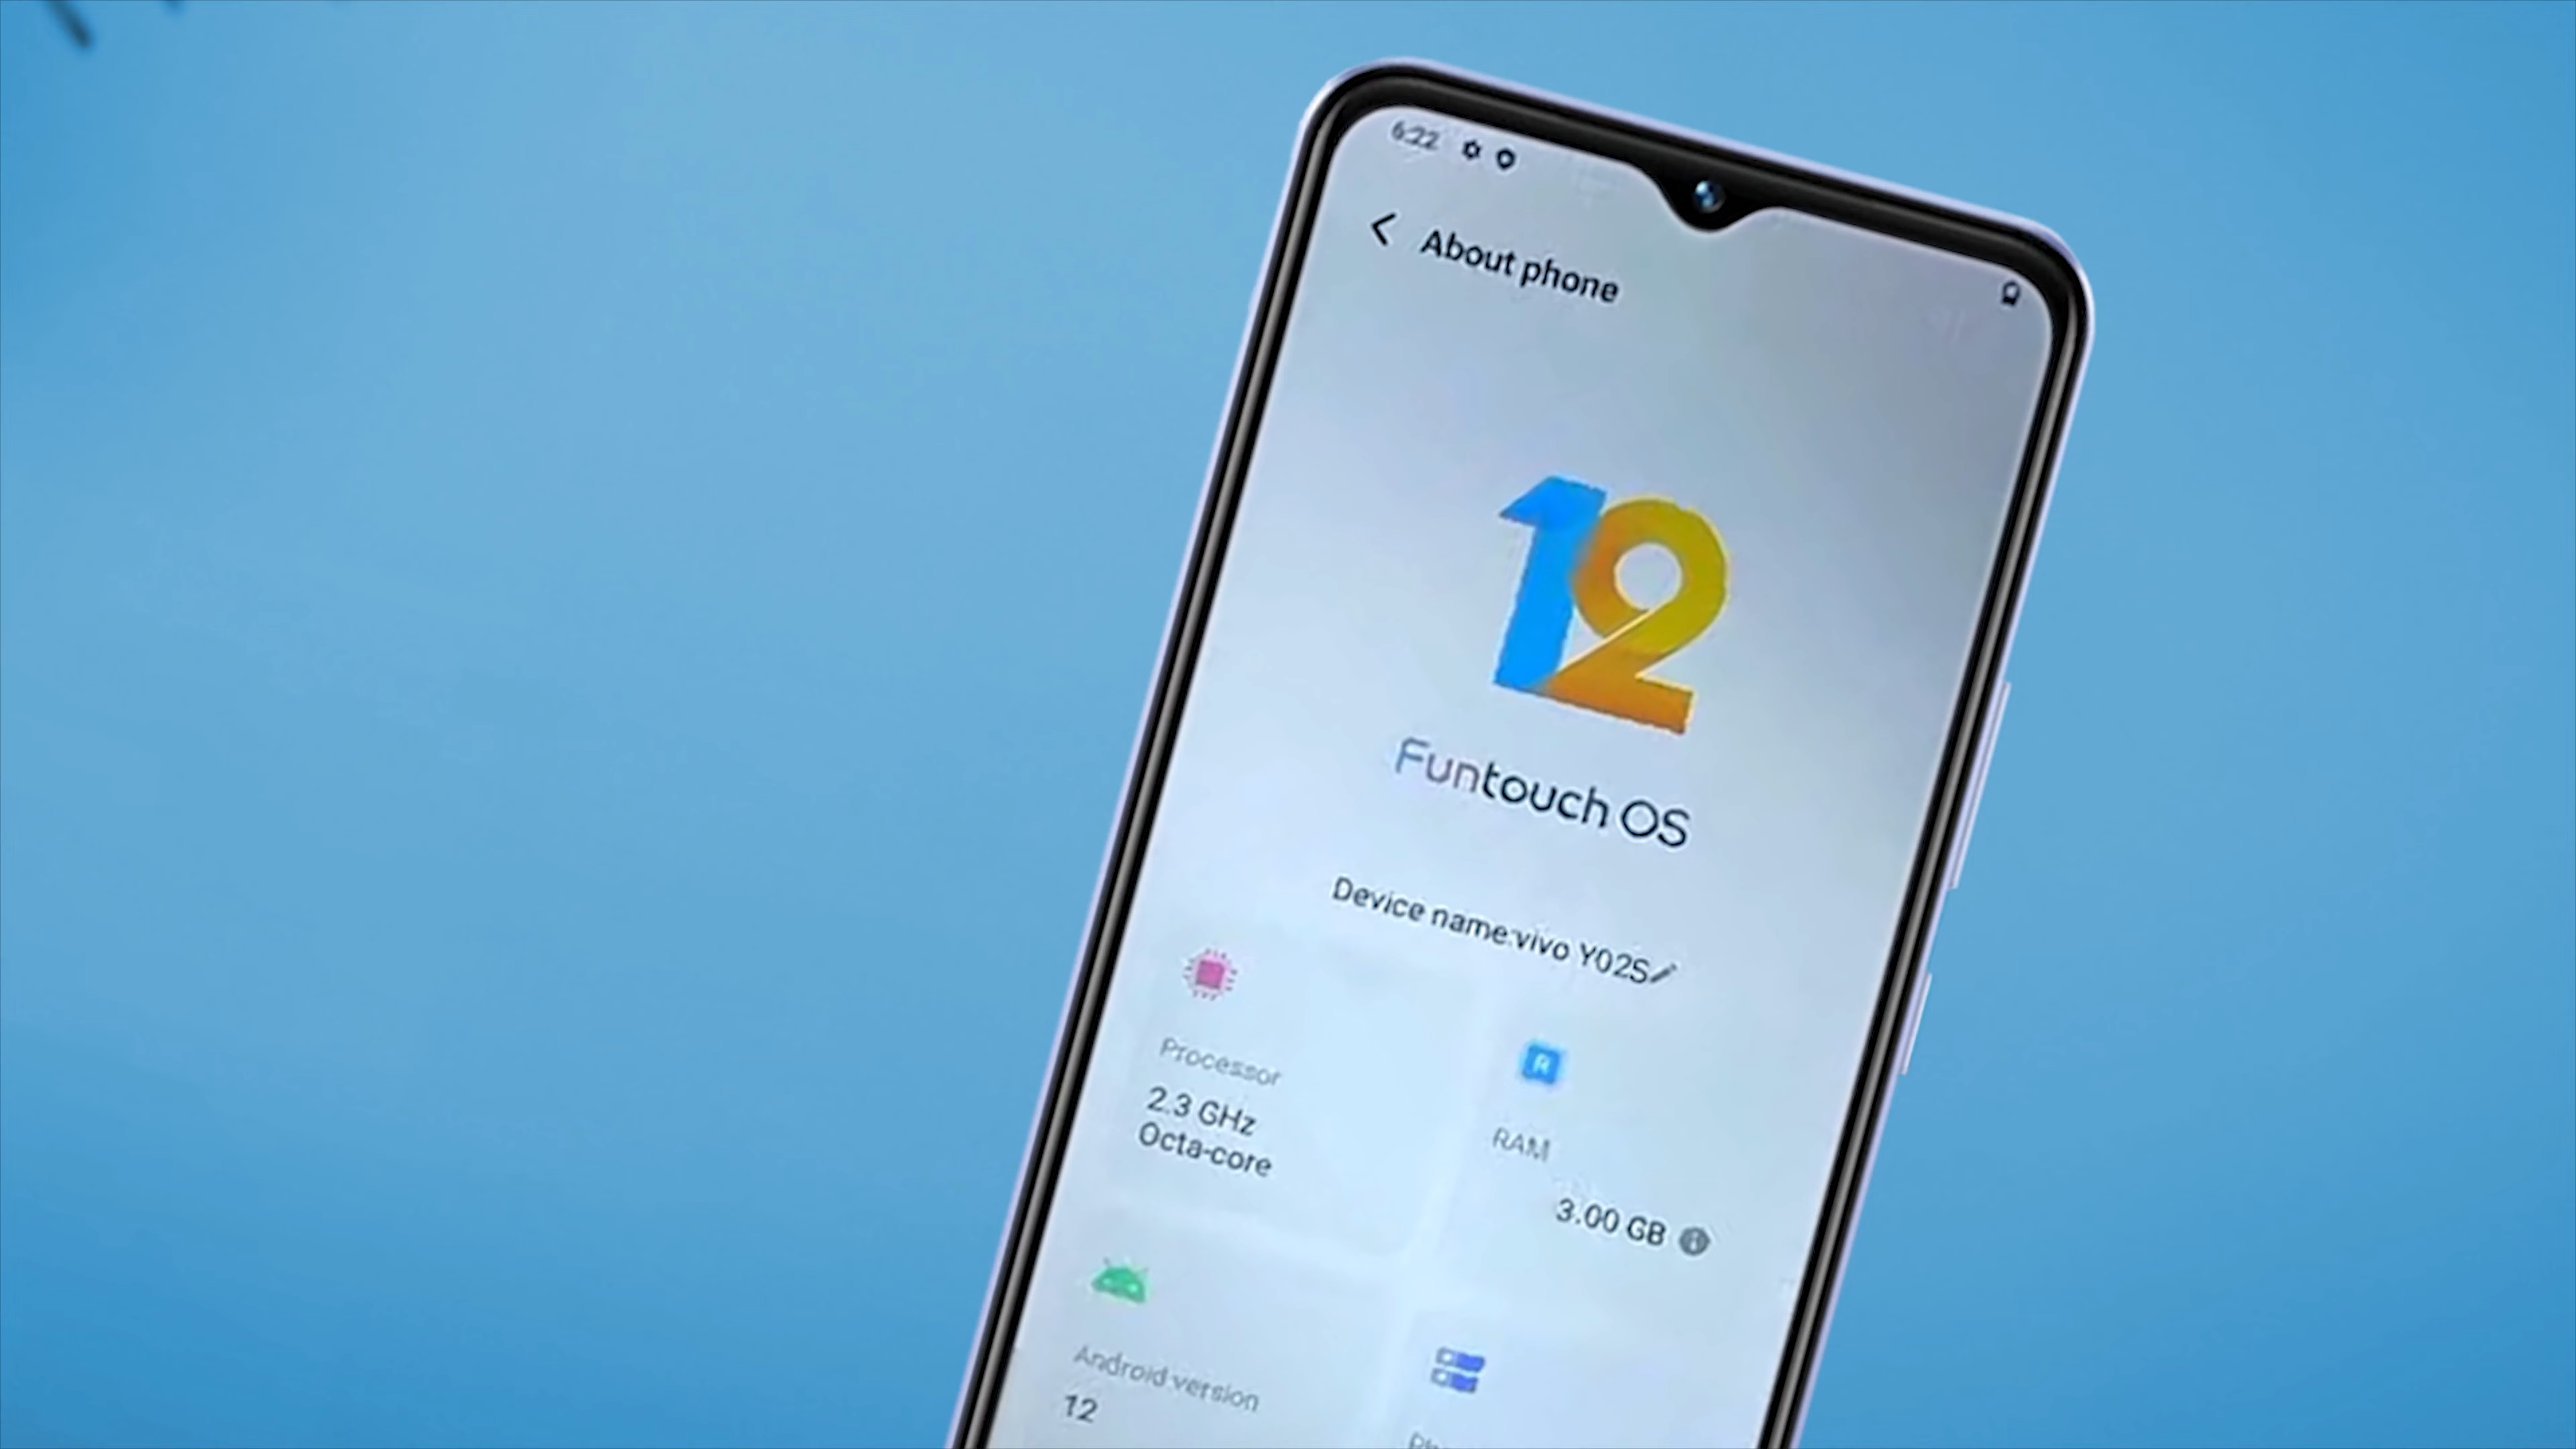 6:22
About phone
12
Funtouch OS
Device name:vivo Y02S
Processor
2.3 GHz
Octa-core
R
RAM
3.00 GB
Android version
12